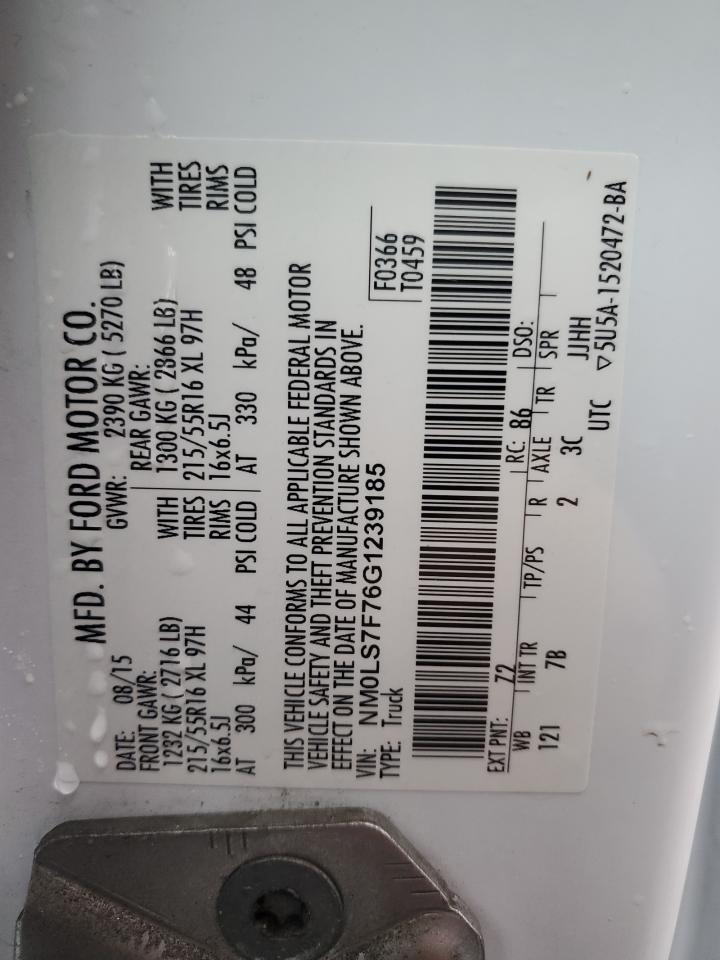 MFD. BY FORD MOTOR CO.
DATE: 08/15 GVWR: 2390 KG ( 5270 LB)
FRONT GAWR: REAR GAWR:
1232 KG ( 2716 LB) WITH 1300 KG ( 2866 LB) WITH
215/55R16 XL 97H TIRES 215/55R16 XL 97H TIRES
16x6.5J RIMS 16x6.5J RIMS
AT 300 kPa/ 44 PSI COLD AT 330 kPa/ 48 PSI COLD
THIS VEHICLE CONFORMS TO ALL APPLICABLE FEDERAL MOTOR
VEHICLE SAFETY AND THEFT PREVENTION STANDARDS IN
EFFECT ON THE DATE OF MANUFACTURE SHOWN ABOVE.
VIN: NM0LS7F76G1239185 F0366
TYPE: Truck T0459
EXT PNT: Z2 RC: 86 DSO:
WB INT TR TP/PS R AXLE TR SPR
121 7B 2 3C JJHH
UTC ▽5U5A-1520472-BA